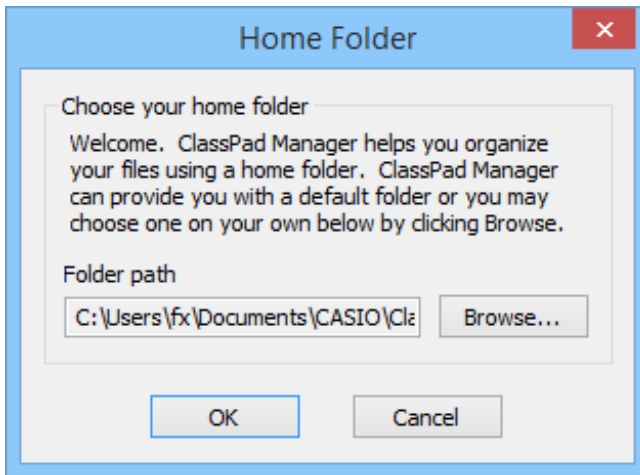 Home Folder
Choose your home folder
Welcome. ClassPad Manager helps you organize
your files using a home folder. ClassPad Manager
can provide you with a default folder or you may
choose one on your own below by clicking Browse.
Folder path
C:\Users\fx\Documents\CASIO\Cla
Browse...
OK
Cancel